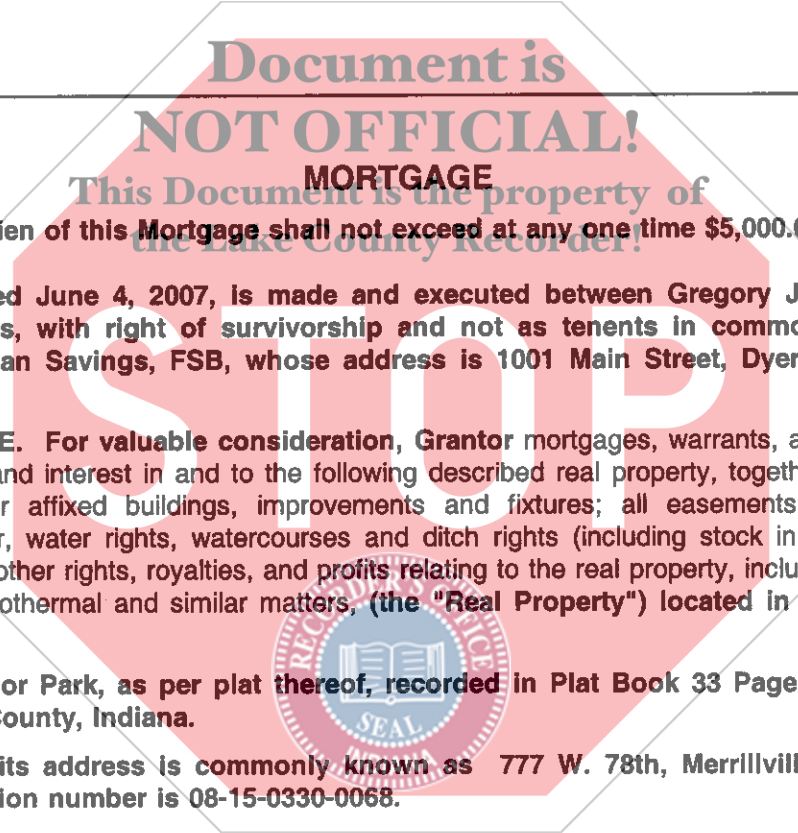 Document is
NOT OFFICIAL!
MORTGAGE
This Document is the property of
ien of this Mortgage shall not exceed at any one time $5,000.
the Lake County Recorder!
ed June 4, 2007, is made and executed between Gregory J
s, with right of survivorship and not as tenents in commo
an Savings, FSB, whose address is 1001 Main Street, Dyer
STOP
E. For valuable consideration, Grantor mortgages, warrants, a
and interest in and to the following described real property, togeth
r affixed buildings, improvements and fixtures; all easements
r, water rights, watercourses and ditch rights (including stock in
other rights, royalties, and profits relating to the real property, inclu
othermal and similar matters, (the "Real Property") located in
RECORDER'S OFFICE
SEAL
INDIANA
or Park, as per plat thereof, recorded in Plat Book 33 Page
County, Indiana.
its address is commonly known as 777 W. 78th, Merrillvill
ion number is 08-15-0330-0068.